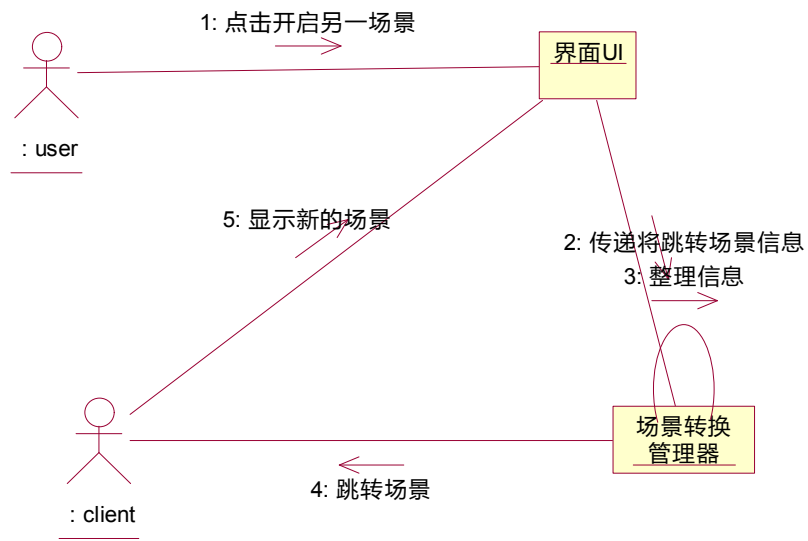 1: 点击开启另一场景
界面UI
: user
5: 显示新的场景
2: 传递将跳转场景信息
3: 整理信息
场景转换
管理器
4: 跳转场景
: client